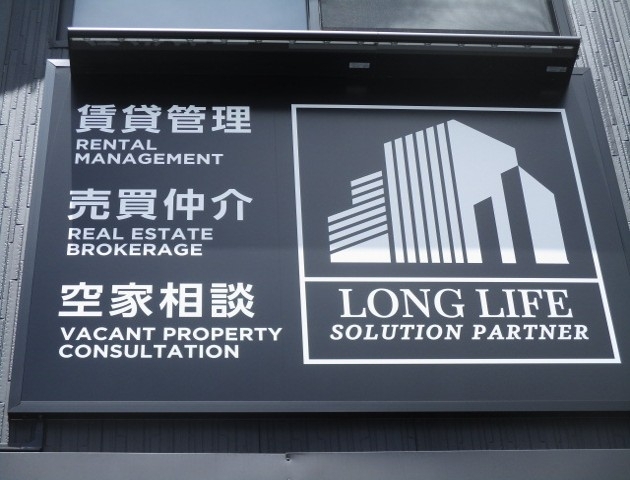 賃貸管理
RENTAL
MANAGEMENT
売買仲介
REAL ESTATE
BROKERAGE
空家相談
VACANT PROPERTY
CONSULTATION
LONG LIFE
SOLUTION PARTNER